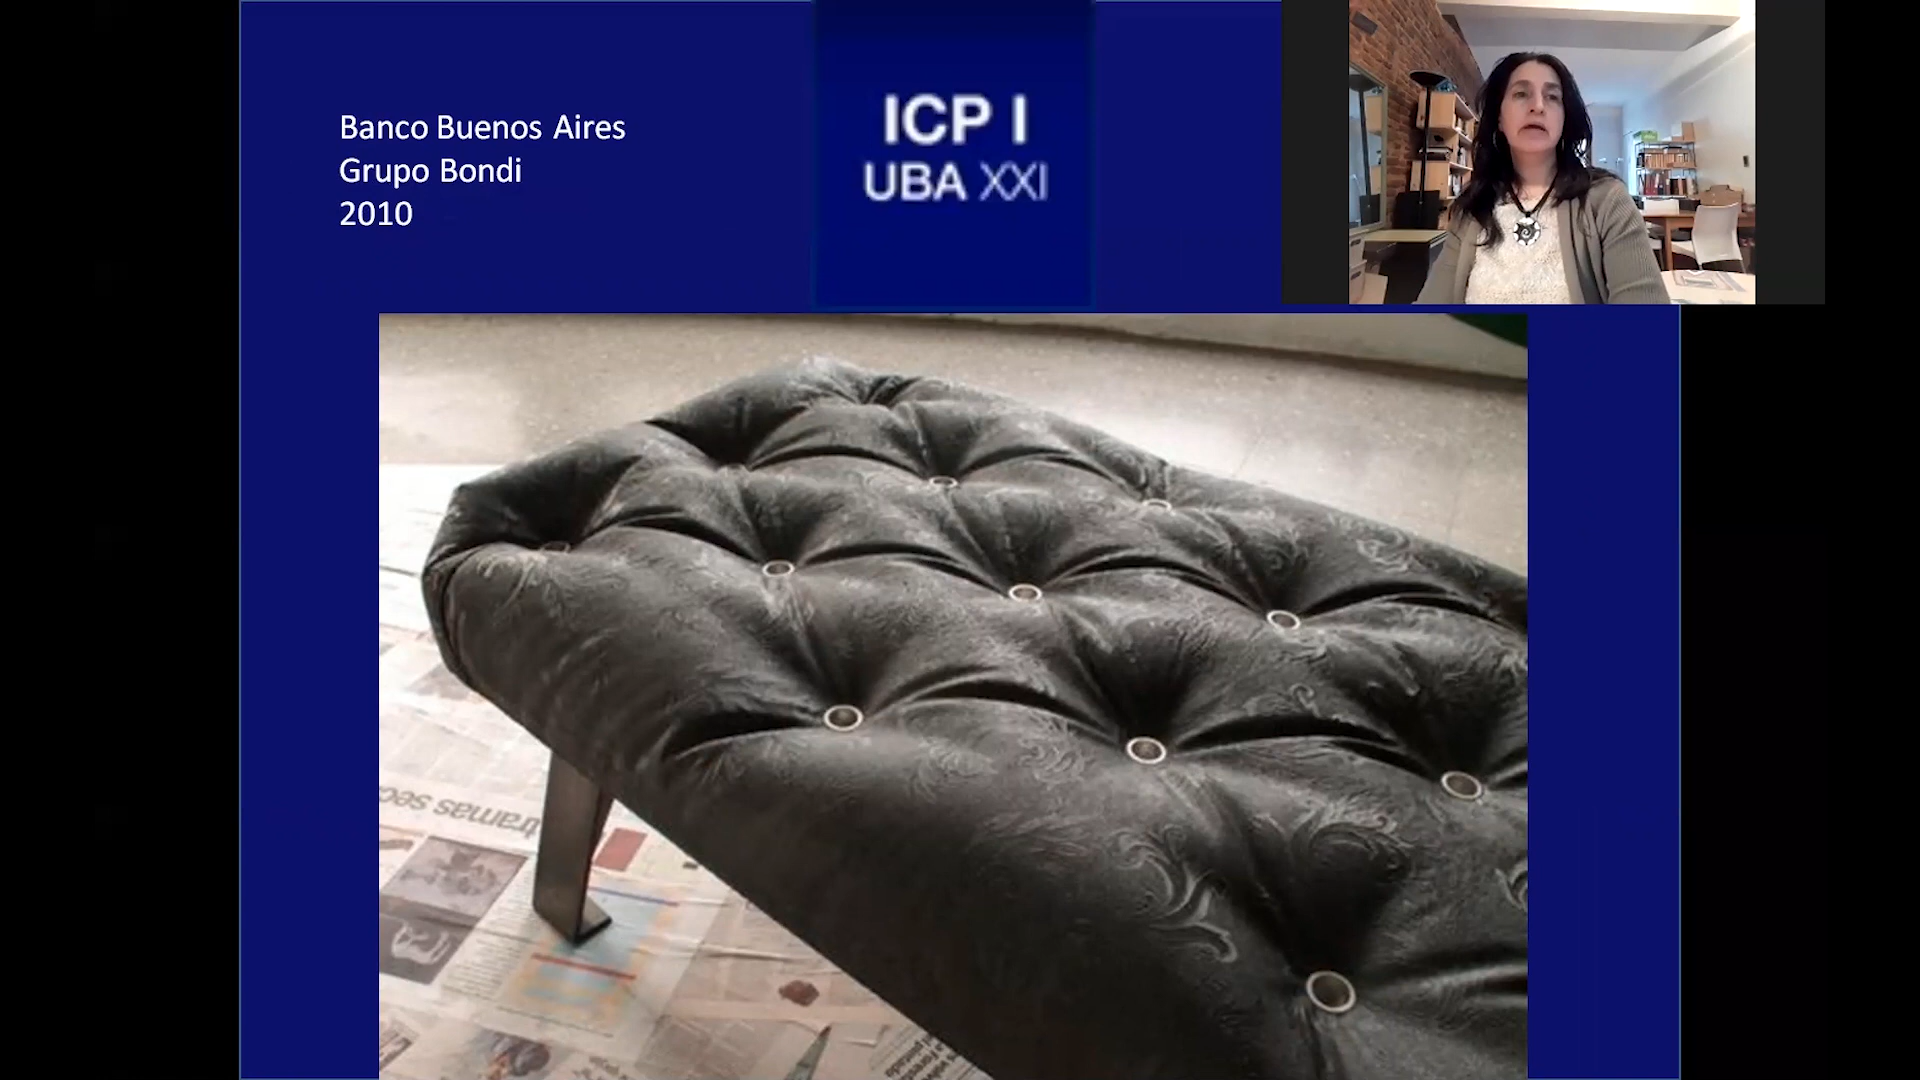 Banco Buenos Aires
Grupo Bondi
2010
ICP I
UBA XXI
tramas sec